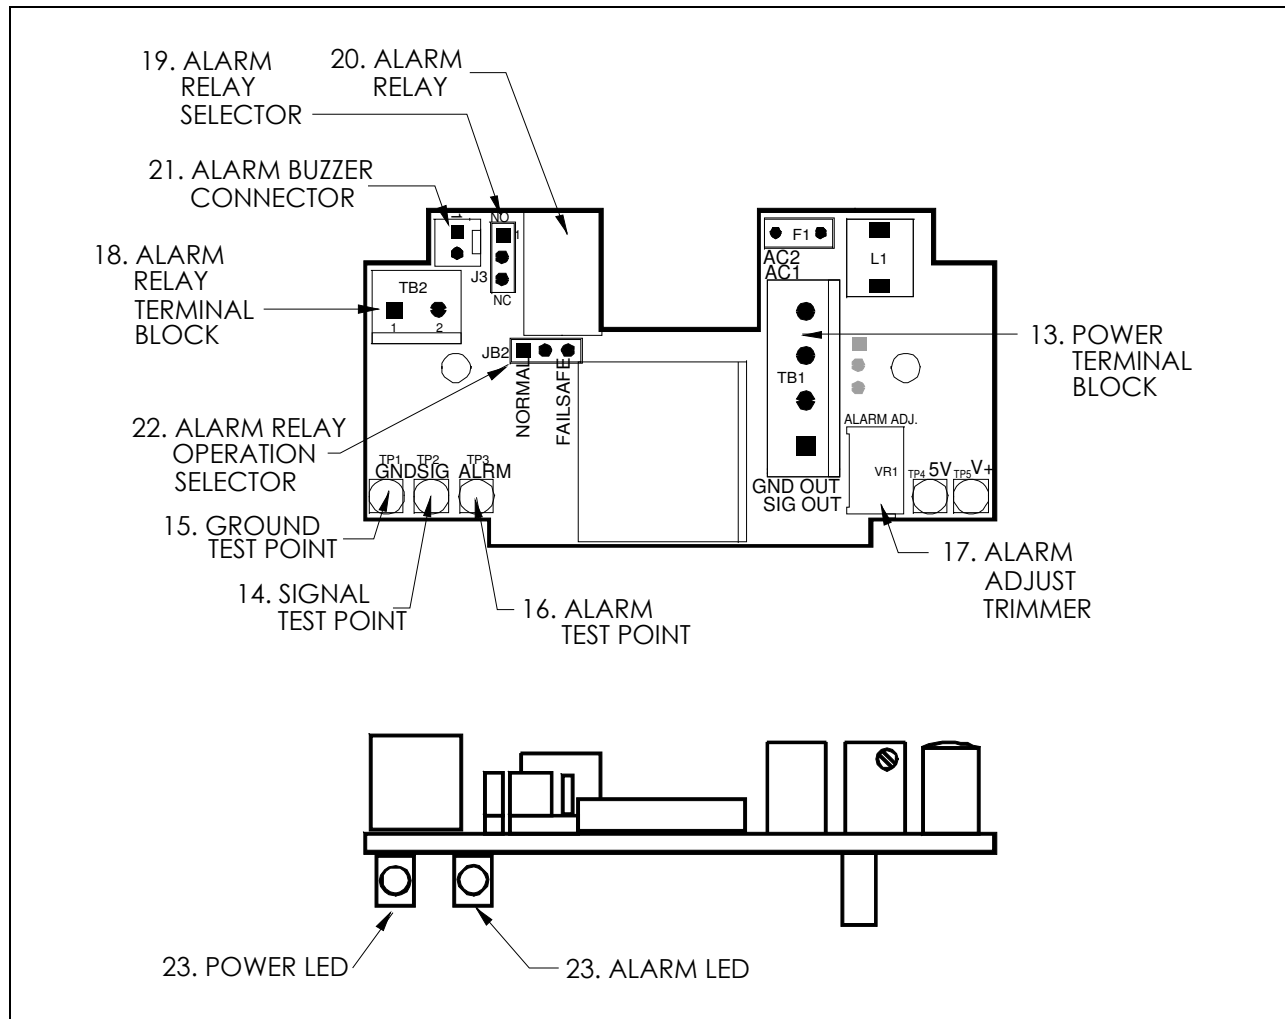 19. ALARM
RELAY
SELECTOR
20. ALARM
RELAY
21. ALARM BUZZER
CONNECTOR
18. ALARM
RELAY
TERMINAL
BLOCK
1
NO
1
J3
NC
TB2
1
2
JB2
NORMAL
FAILSAFE
F1
AC2
AC1
L1
TB1
13. POWER
TERMINAL
BLOCK
22. ALARM RELAY
OPERATION
SELECTOR
TP1
GND
TP2
SIG
TP3
ALRM
ALARM ADJ.
VR1
TP4
5V
TP5
V+
GND OUT
SIG OUT
15. GROUND
TEST POINT
14. SIGNAL
TEST POINT
16. ALARM
TEST POINT
17. ALARM
ADJUST
TRIMMER
23. POWER LED
23. ALARM LED